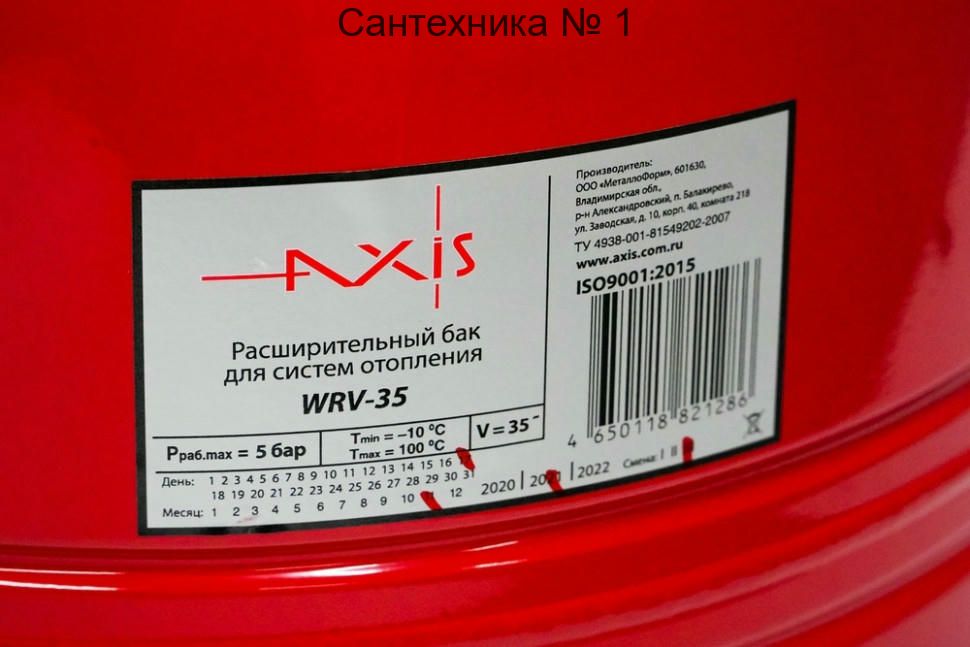 Сантехника № 1
AXiS
Расширительный бак
для систем отопления
WRV-35
Pраб.max = 5 бар
Tmin = –10 ºC
Tmax = 100 ºC
V = 35
День: 1 2 3 4 5 6 7 8 9 10 11 12 13 14 15 16
18 19 20 21 22 23 24 25 26 27 28 29 30 31
Месяц: 1 2 3 4 5 6 7 8 9 10 12
2020 | 2021 | 2022 Смена: I II
Производитель:
ООО «МеталлоФорм», 601630,
Владимирская обл.,
р-н Александровский, п. Балакирево,
ул. Заводская, д. 10, корп. 40, комната 218
ТУ 4938-001-81549202-2007
www.axis.com.ru
ISO9001:2015
4 650118 821286